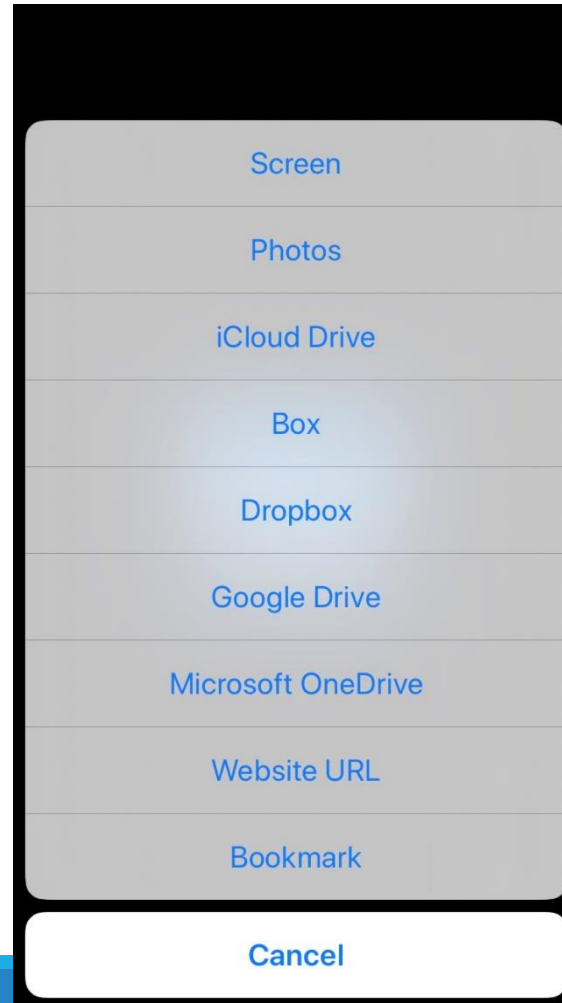 Screen
Photos
iCloud Drive
Box
Dropbox
Google Drive
Microsoft OneDrive
Website URL
Bookmark
Cancel